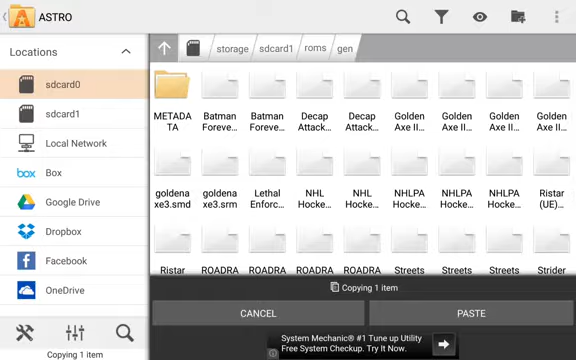 ASTRO
Locations
storage
sdcard1
roms
gen
sdcard0
sdcard1
Local Network
box
Box
Google Drive
Dropbox
Facebook
OneDrive
METADA
TA
Batman
Foreve...
Batman
Foreve...
Decap
Attack...
Decap
Attack...
Golden
Axe II...
Golden
Axe II...
Golden
Axe II...
Golden
Axe II...
goldena
xe3.smd
goldena
xe3.srm
Lethal
Enforc...
NHL
Hocke...
NHL
Hocke...
NHLPA
Hocke...
NHLPA
Hocke...
NHLPA
Hocke...
Ristar
(UE)...
Ristar
ROADRA
ROADRA
ROADRA
ROADRA
Streets
Streets
Streets
Strider
Copying 1 item
CANCEL
PASTE
System Mechanic® #1 Tune up Utility
Free System Checkup. Try It Now.
Copying 1 item